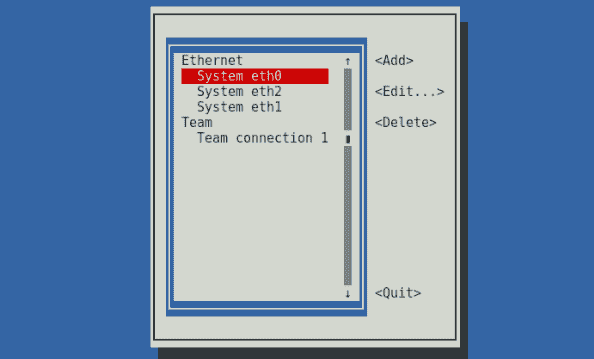 Ethernet ↑ <Add>
System eth0
System eth2 <Edit...>
System eth1
Team <Delete>
Team connection 1
↓ <Quit>